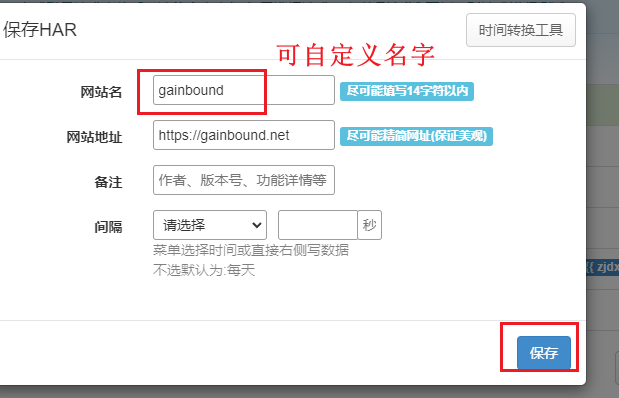 保存HAR
时间转换工具
可自定义名字
网站名
gainbound
尽可能填写14字符以内
网站地址
https://gainbound.net
尽可能精简网址(保证美观)
备注
作者、版本号、功能详情等
间隔
请选择
秒
菜单选择时间或直接右侧写数据
不选默认为:每天
{{ zjdx
保存